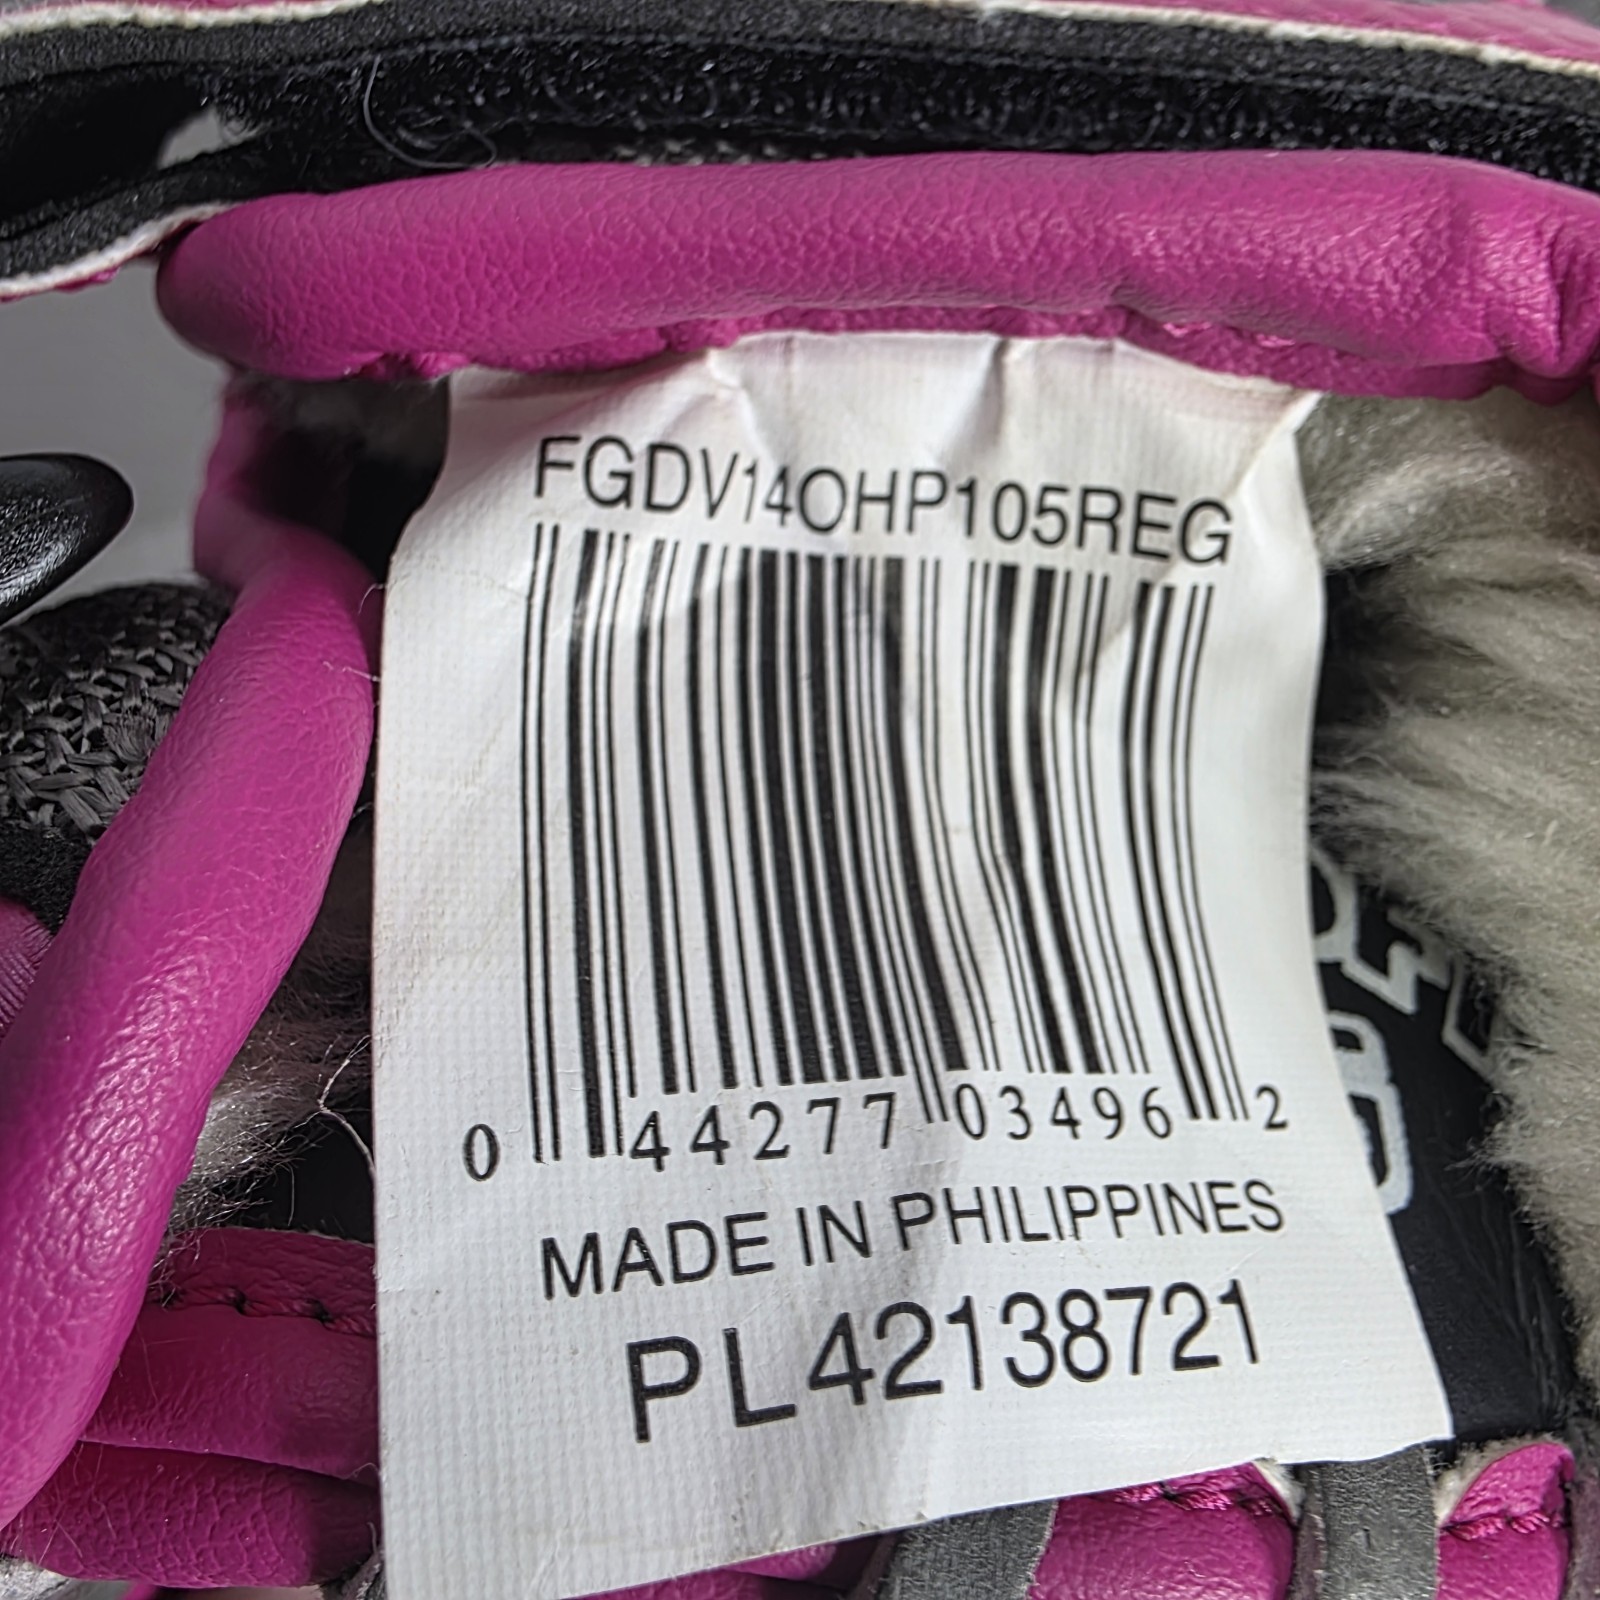 FGDV14OHP105REG
0 44277 03496 2
MADE IN PHILIPPINES
PL42138721